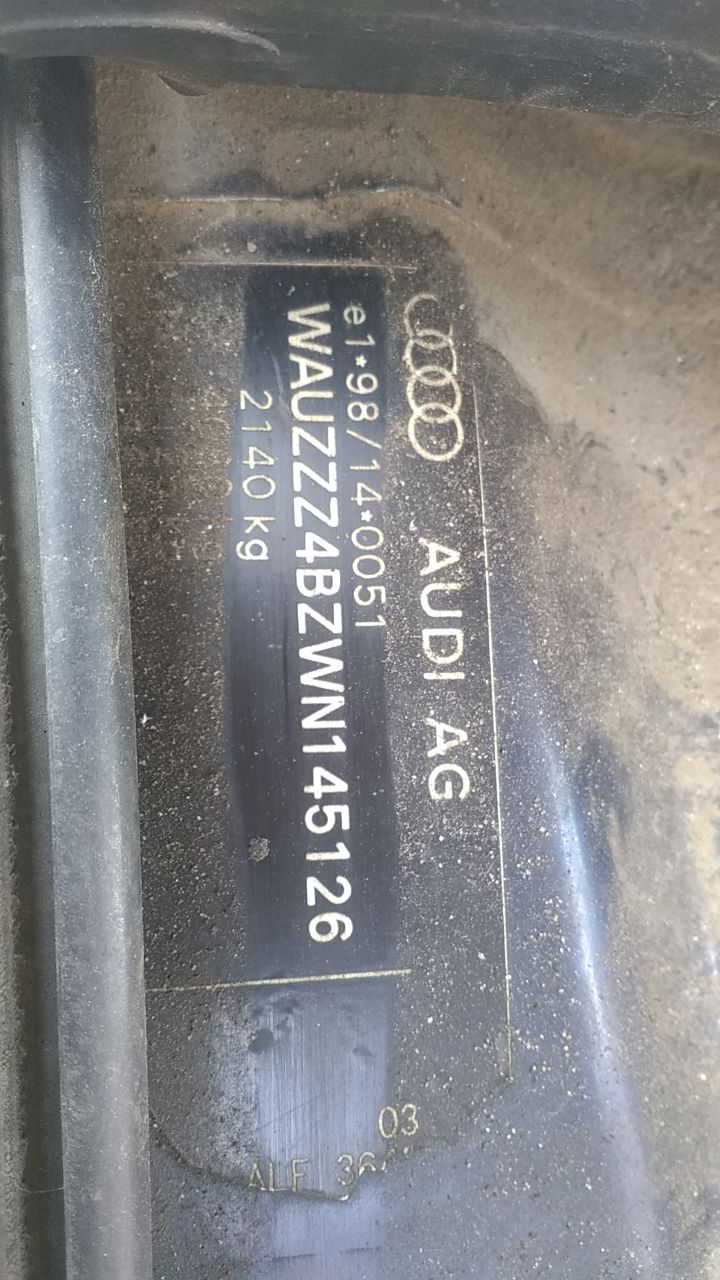 AUDI AG
e1*98/14*0051
WAUZZZ4BZWN145126
2140 kg
03
ALF